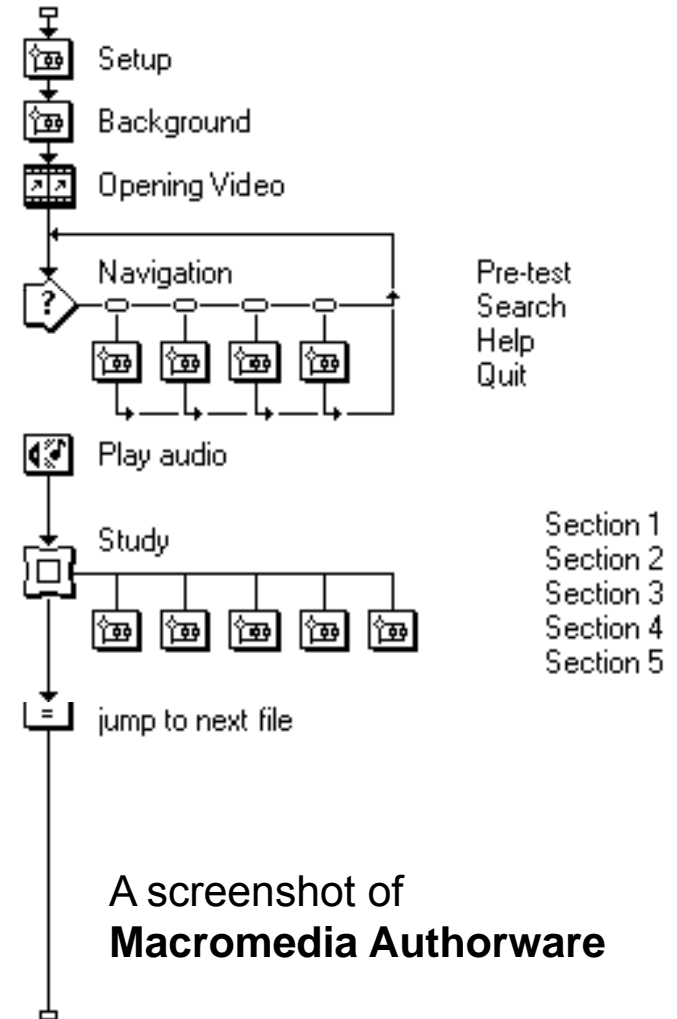 Setup
Background
Opening Video
Navigation
?
Pre-test
Search
Help
Quit
Play audio
Study
Section 1
Section 2
Section 3
Section 4
Section 5
=
jump to next file
A screenshot of
Macromedia Authorware